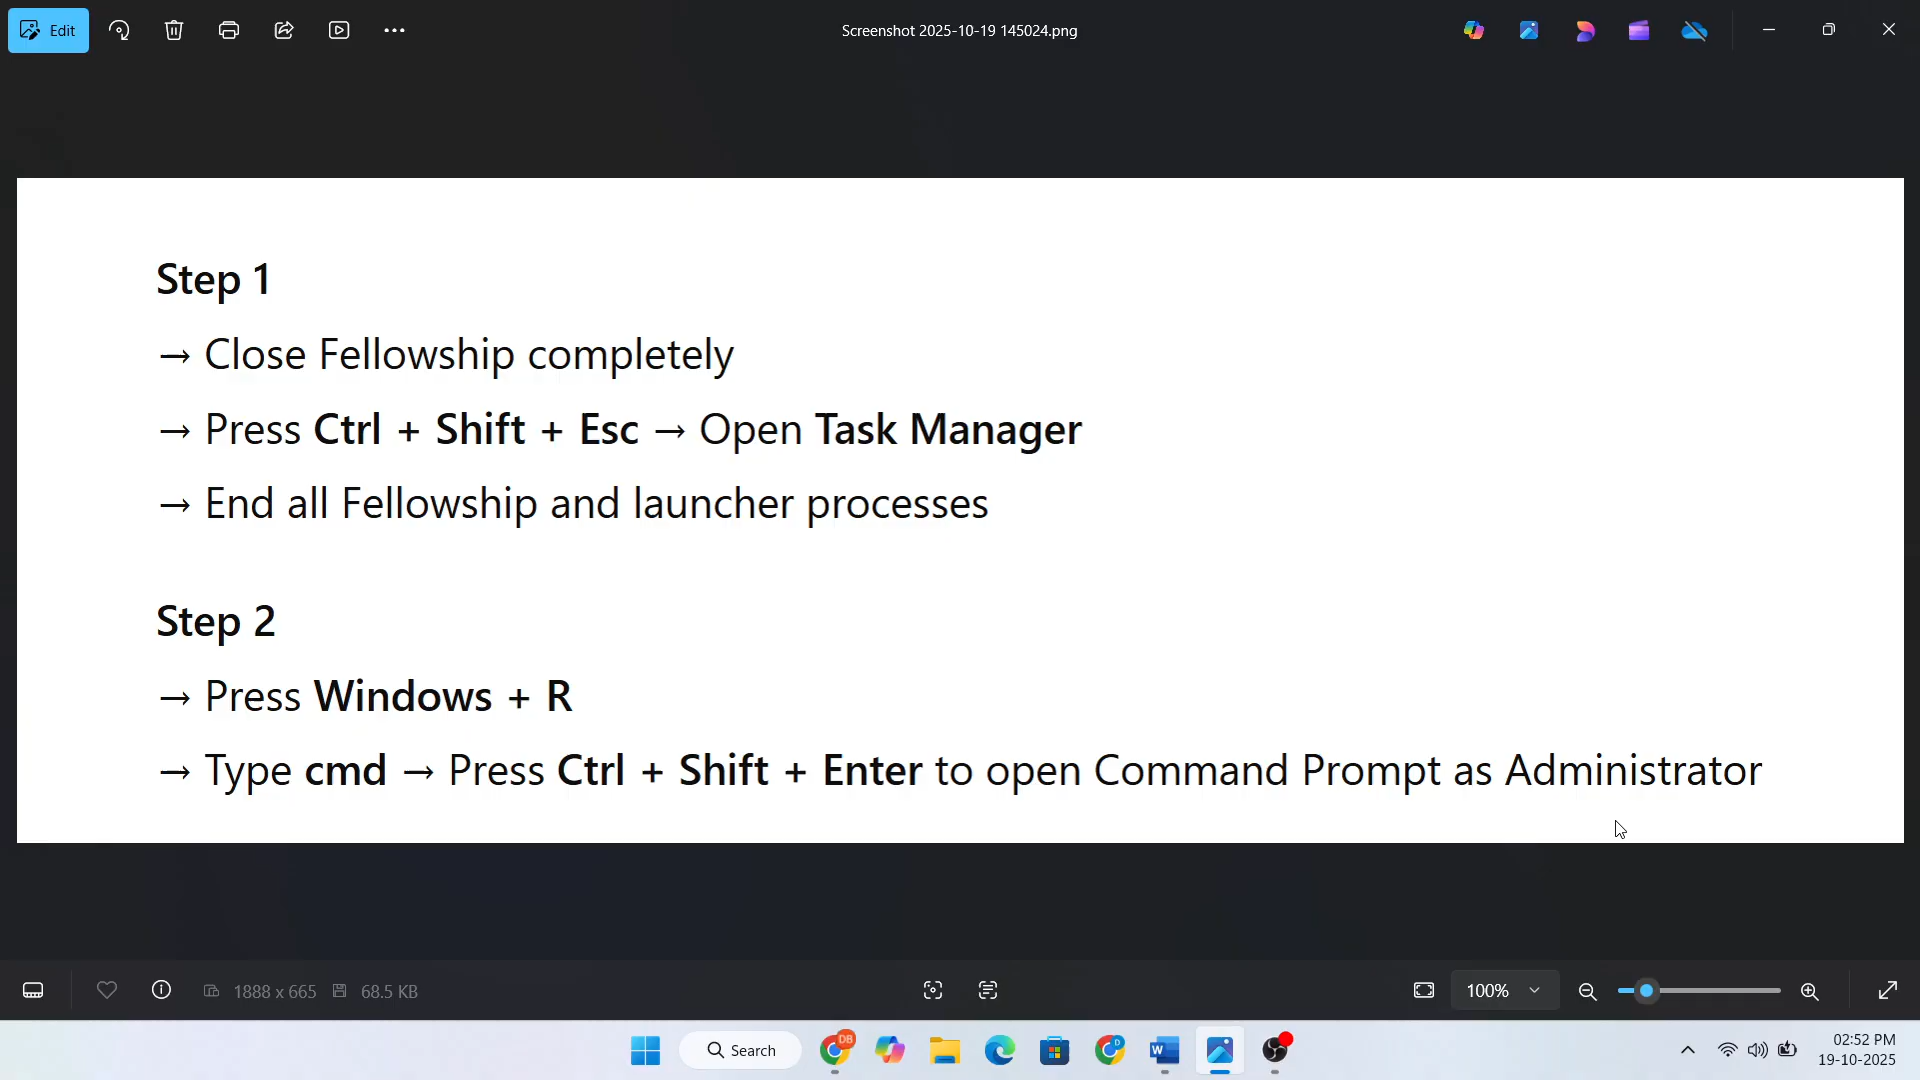 Edit
Screenshot 2025-10-19 145024.png
Step 1
→ Close Fellowship completely
→ Press Ctrl + Shift + Esc → Open Task Manager
→ End all Fellowship and launcher processes
Step 2
→ Press Windows + R
→ Type cmd → Press Ctrl + Shift + Enter to open Command Prompt as Administrator
1888 x 665 68.5 KB
100%
Search
DB
D
W
02:52 PM
19-10-2025